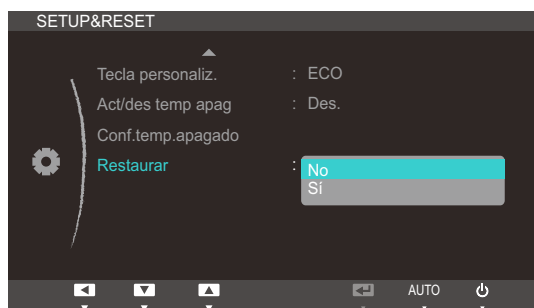 SETUP&RESET
Tecla personaliz. : ECO
Act/des temp apag : Des.
Conf.temp.apagado
Restaurar : No
Sí
AUTO